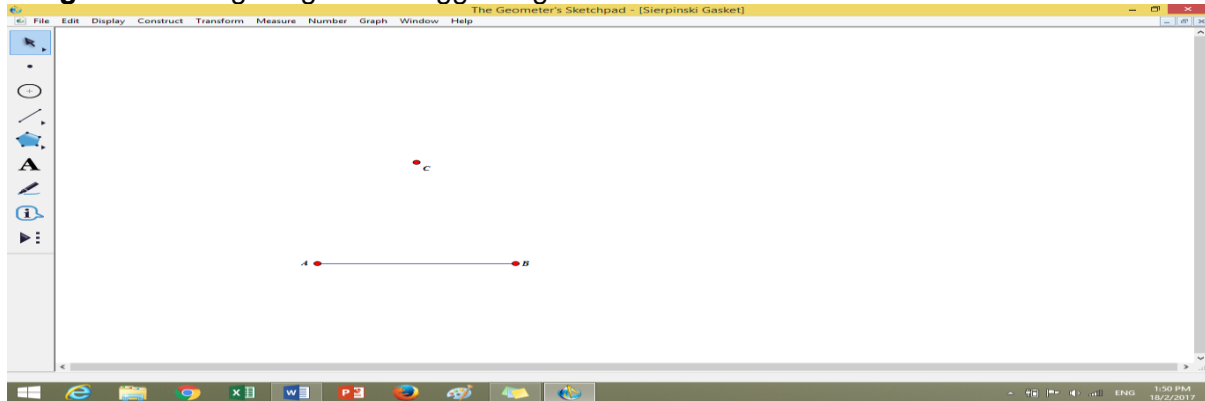 The Geometer's Sketchpad - [Sierpinski Gasket]
File Edit Display Construct Transform Measure Number Graph Window Help
A
C
A B
ENG 1:50 PM
18/2/2017